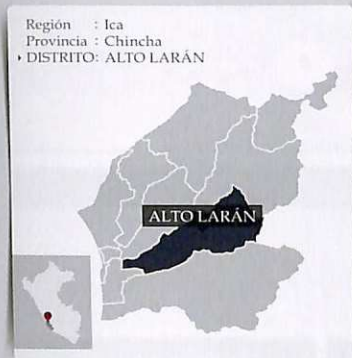 Región : Ica
Provincia : Chincha
DISTRITO: ALTO LARÁN
ALTO LARÁN